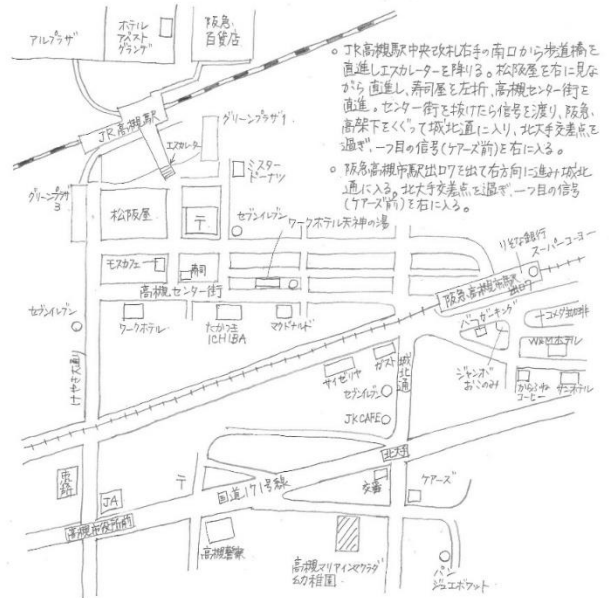 アルプラザ
ホテル
アベスト
グランデ
阪急
百貨店
。JR高槻駅中央改札右手の南口から歩道橋を
直進しエスカレーターを降りる。松阪屋を右に見な
がら直進し、寿司屋を左折、高槻センター街を
直進。センター街を抜けたら信号を渡り、阪急
高架下をくぐって城北通に入り、北大手交差点を
過ぎ、一つ目の信号(ケアーズ前)を右に入る。
。阪急高槻市駅出口7を出て右方向に進み城北
通に入る。北大手交差点を過ぎ、一つ目の信号
(ケアーズ前)を右に入る。
JR高槻駅
グリーンプラザ1
エスカレーター
ミスター
ドーナツ
グリーンプラザ
3
松阪屋
〒
セブンイレブン
ワークホテル天神の湯
りそな銀行
スーパーコーヨー
モスカフェ
寿司
高槻センター街
阪急高槻市駅
出口7
セブンイレブン
ワークホテル
たかつき
ICHIBA
マクドナルド
バーガーキング
コメダ珈琲
W&Mホテル
けやき大通り
サイゼリヤ
ガスト
城北通
ジャンボ
おこのみ
からふね
コーヒー
サンホテル
セブンイレブン
JK CAFE
北大手
市役所
〒
国道171号線
交番
ケアーズ
JA
高槻市役所前
高槻警察
高槻マリアインマクラダ
幼稚園
パン
ジュエボワット